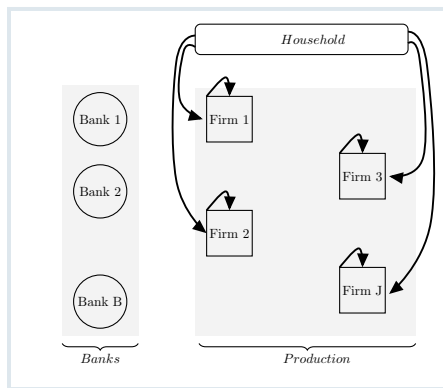 Household
Bank 1
Firm 1
Firm 3
Bank 2
Firm 2
Bank B
Firm J
Banks
Production